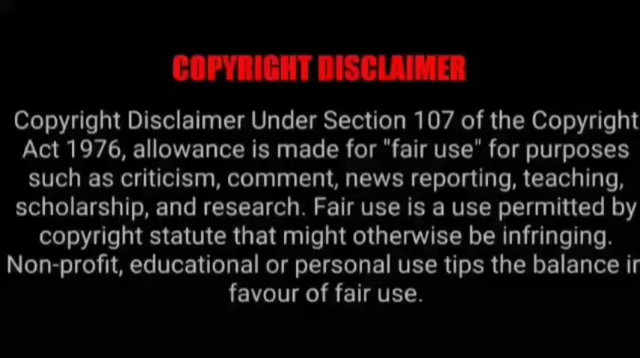 COPYRIGHT DISCLAIMER
Copyright Disclaimer Under Section 107 of the Copyright
Act 1976, allowance is made for "fair use" for purposes
such as criticism, comment, news reporting, teaching,
scholarship, and research. Fair use is a use permitted by
copyright statute that might otherwise be infringing.
Non-profit, educational or personal use tips the balance in
favour of fair use.